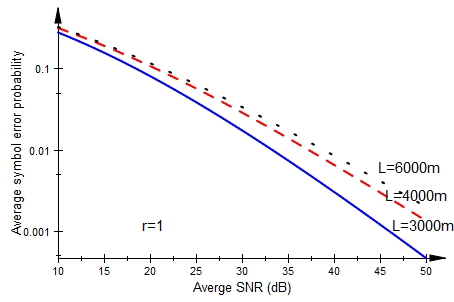 Average symbol error probability
0.1
0.01
0.001
L=6000m
L=4000m
L=3000m
r=1
10 15 20 25 30 35 40 45 50
Averge SNR (dB)